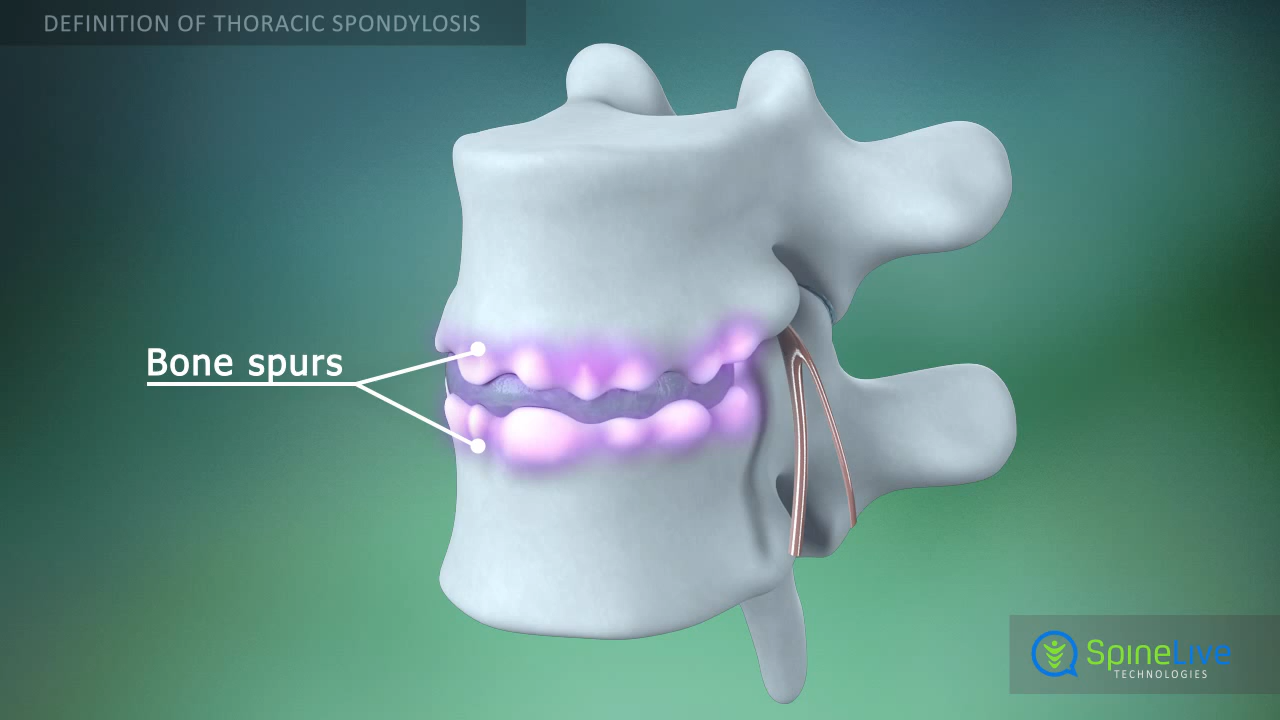 DEFINITION OF THORACIC SPONDYLOSIS
Bone spurs
SpineLive
TECHNOLOGIES